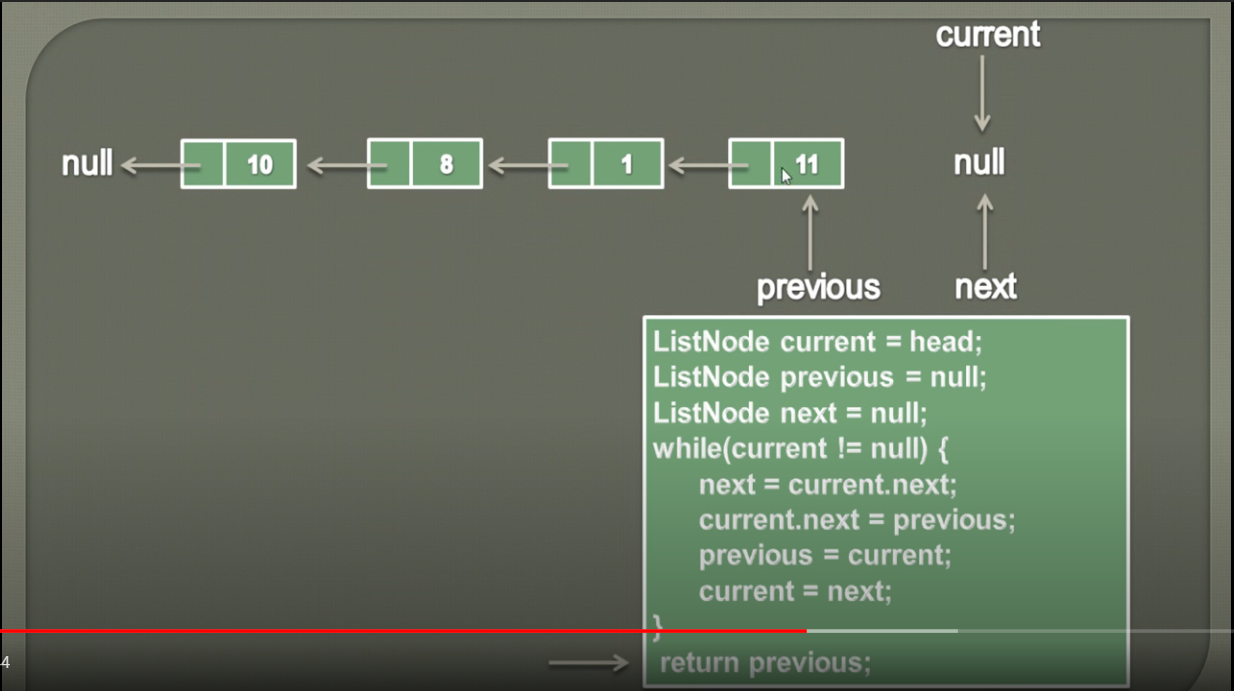 current
null 10 8 1 11 null
previous next
ListNode current = head;
ListNode previous = null;
ListNode next = null;
while(current != null) {
next = current.next;
current.next = previous;
previous = current;
current = next;
}
4
return previous;